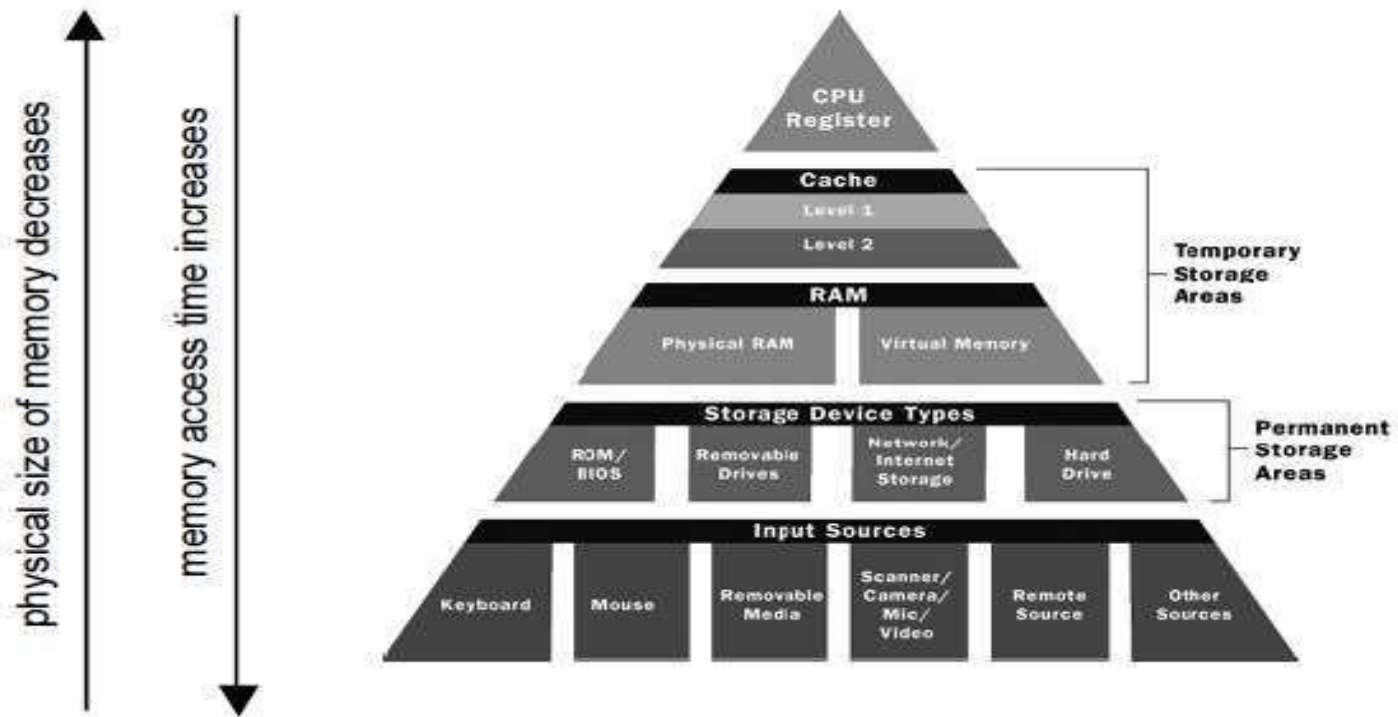 physical size of memory decreases
memory access time increases
CPU
Register
Cache
Level 1
Level 2
RAM
Physical RAM
Virtual Memory
Temporary
Storage
Areas
Storage Device Types
ROM/
BIOS
Removable
Drives
Network/
Internet
Storage
Hard
Drive
Permanent
Storage
Areas
Input Sources
Keyboard
Mouse
Removable
Media
Scanner/
Camera/
Mic/
Video
Remote
Source
Other
Sources